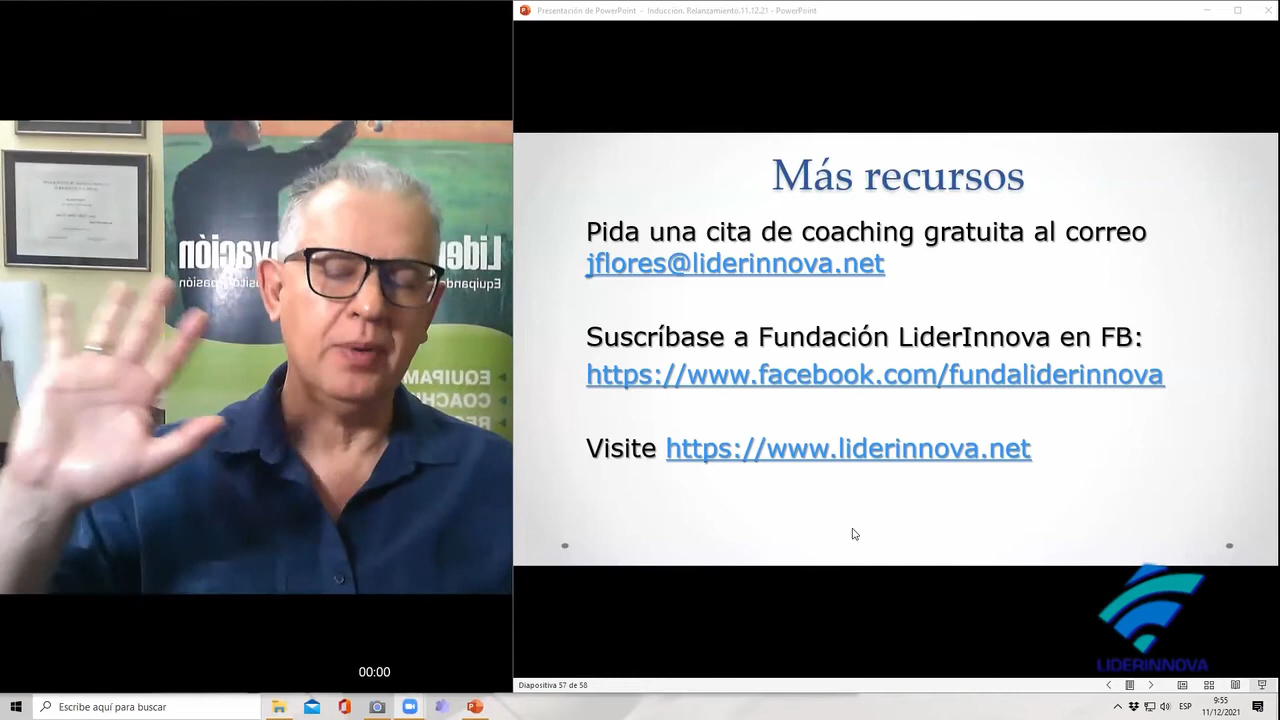 Presentación de PowerPoint - Inducción. Relanzamiento.11.12.21 - PowerPoint
Más recursos
Pida una cita de coaching gratuita al correo
jflores@liderinnova.net
Suscríbase a Fundación LiderInnova en FB:
https://www.facebook.com/fundaliderinnova
Visite https://www.liderinnova.net
LIDERINNOVA
00:00
Diapositiva 57 de 58
Escribe aquí para buscar
ESP
9:55
11/12/2021